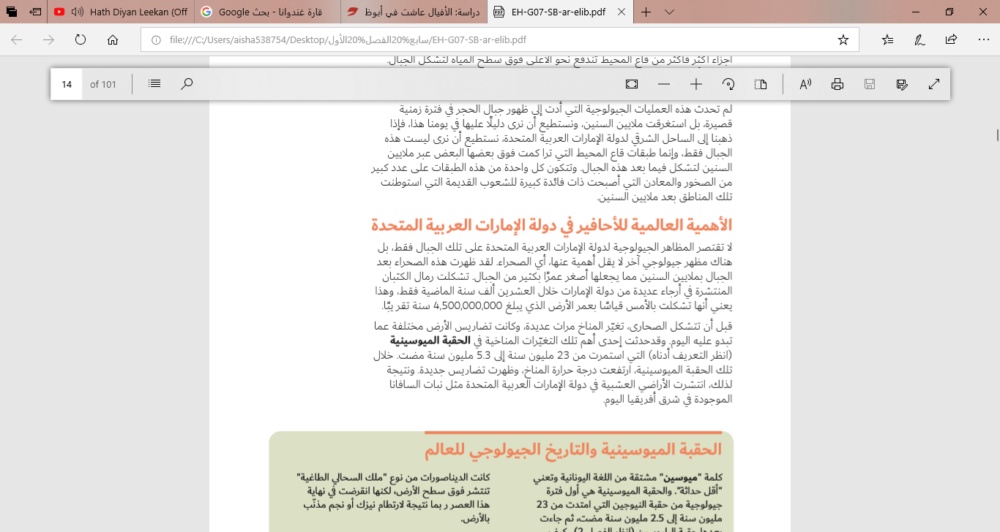 Hath Diyan Leekan (Off
قارة غندوانا - بحث Google
دراسة: الأفيال عاشت في أبوظ
EH-G07-SB-ar-elib.pdf
file:///C:/Users/aisha538754/Desktop/سابع%20الفصل%20الأول/EH-G07-SB-ar-elib.pdf
أجزاء أكثر فأكثر من قاع المحيط تندفع نحو الأعلى فوق سطح المياه لتشكل الجبال.
14 of 101
لم تحدث هذه العمليات الجيولوجية التي أدت إلى ظهور جبال الحجر في فترة زمنية
قصيرة، بل استغرقت ملايين السنين، ونستطيع أن نرى دليلًا عليها في يومنا هذا، فإذا
ذهبنا إلى الساحل الشرقي لدولة الإمارات العربية المتحدة، نستطيع أن نرى ليست هذه
الجبال فقط، وإنما طبقات قاع المحيط التي تراكمت فوق بعضها البعض عبر ملايين
السنين لتشكل فيما بعد هذه الجبال. وتتكون كل واحدة من هذه الطبقات على عدد كبير
من الصخور والمعادن التي أصبحت ذات فائدة كبيرة للشعوب القديمة التي استوطنت
تلك المناطق بعد ملايين السنين.
الأهمية العالمية للأحافير في دولة الإمارات العربية المتحدة
لا تقتصر المظاهر الجيولوجية لدولة الإمارات العربية المتحدة على تلك الجبال فقط، بل
هناك مظهر جيولوجي آخر لا يقل أهمية عنها، أي الصحراء. لقد ظهرت هذه الصحراء بعد
الجبال بملايين السنين مما يجعلها أصغر عمرًا بكثير من الجبال. تشكلت رمال الكثبان
المنتشرة في أرجاء عديدة من دولة الإمارات خلال العشرين ألف سنة الماضية فقط، وهذا
يعني أنها تشكلت بالأمس قياسًا بعمر الأرض الذي يبلغ 4,500,000,000 سنة تقريبًا.
قبل أن تتشكل الصحارى، تغيّر المناخ مرات عديدة، وكانت تضاريس الأرض مختلفة عما
تبدو عليه اليوم. وقدحدثت إحدى أهم تلك التغيّرات المناخية في الحقبة الميوسينية
(انظر التعريف أدناه) التي استمرت من 23 مليون سنة إلى 5.3 مليون سنة مضت. خلال
تلك الحقبة الميوسينية، ارتفعت درجة حرارة المناخ، وظهرت تضاريس جديدة. ونتيجة
لذلك، انتشرت الأراضي العشبية في دولة الإمارات العربية المتحدة مثل نبات السافانا
الموجودة في شرق أفريقيا اليوم.
الحقبة الميوسينية والتاريخ الجيولوجي للعالم
كلمة "ميوسين" مشتقة من اللغة اليونانية وتعني
"أقل حداثة". والحقبة الميوسينية هي أول فترة
جيولوجية من حقبة النيوجين التي امتدت من 23
مليون سنة إلى 2.5 مليون سنة مضت، ثم جاءت
كانت الديناصورات من نوع "ملك السحالي الطاغية"
تنتشر فوق سطح الأرض، لكنها انقرضت في نهاية
هذا العصر ربما نتيجة لارتطام نيزك أو نجم مذنّب
بالأرض.